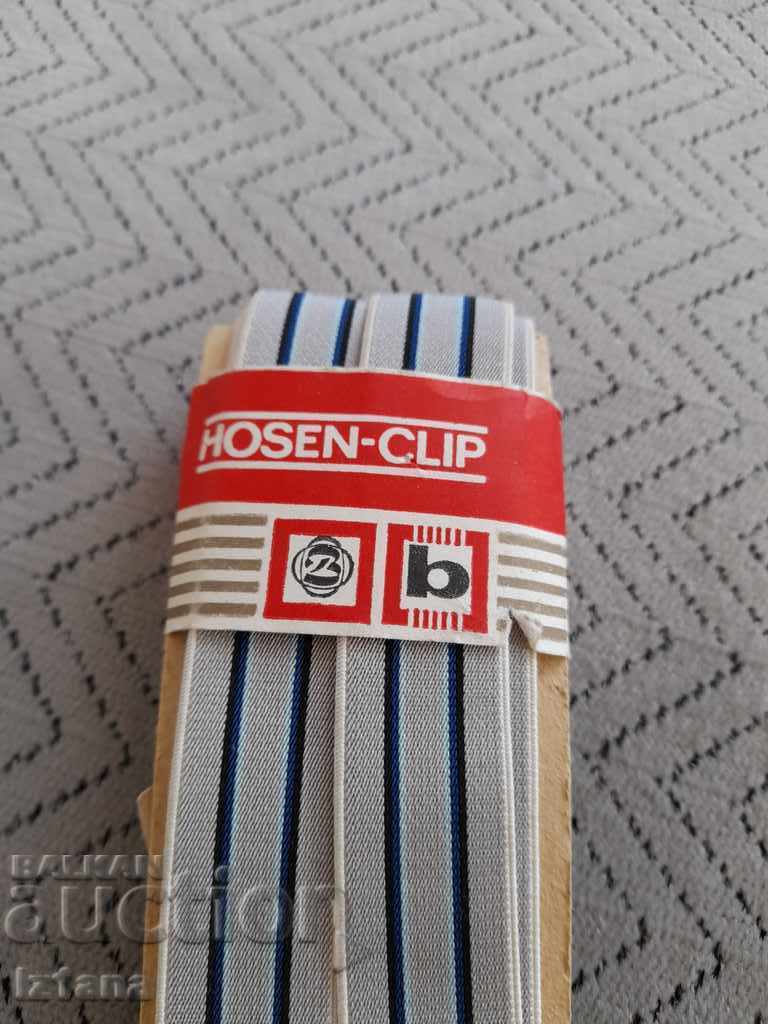 HOSEN-CLIP
b
BALKAN
auction
Iztana